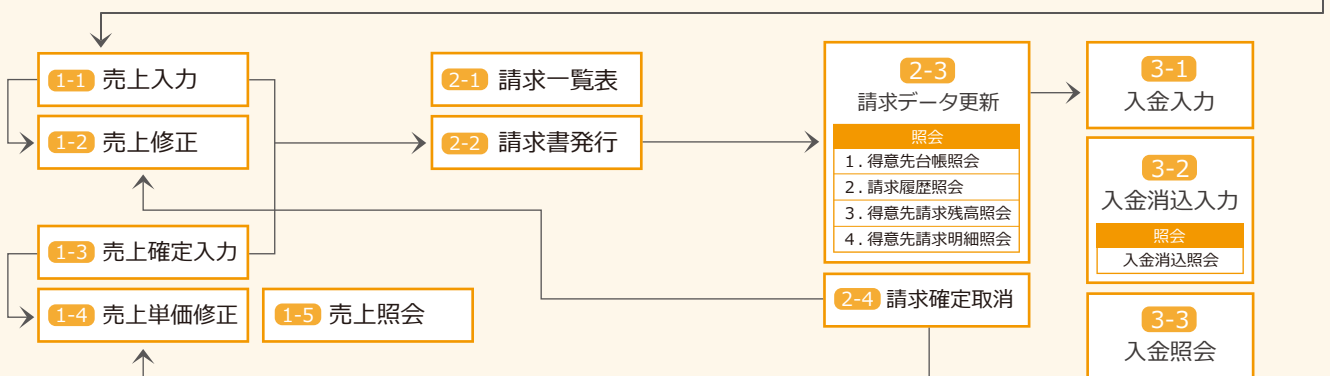 1-1 売上入力
1-2 売上修正
1-3 売上確定入力
1-4 売上単価修正
1-5 売上照会
2-1 請求一覧表
2-2 請求書発行
2-3
請求データ更新
照会
1.得意先台帳照会
2.請求履歴照会
3.得意先請求残高照会
4.得意先請求明細照会
2-4 請求確定取消
3-1
入金入力
3-2
入金消込入力
照会
入金消込照会
3-3
入金照会